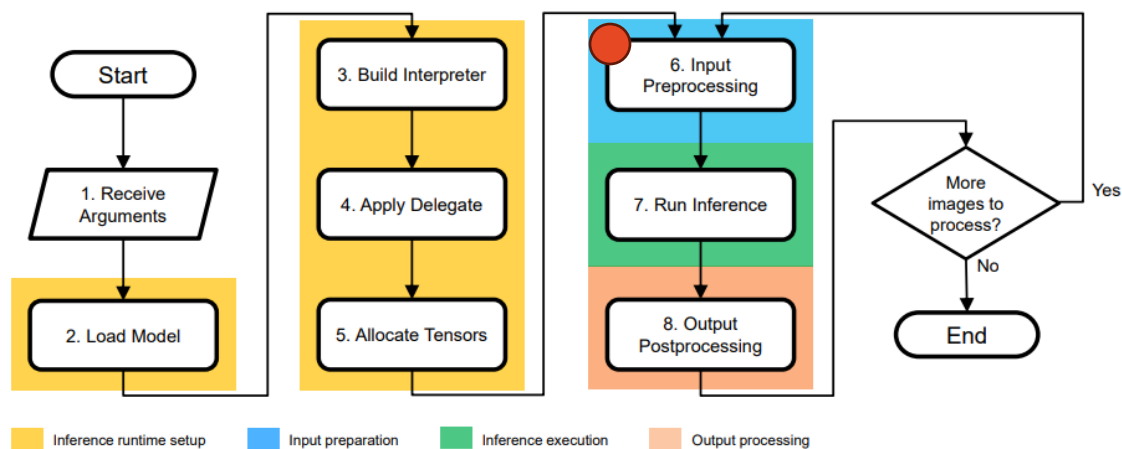 Start
1. Receive
Arguments
2. Load Model
3. Build Interpreter
4. Apply Delegate
5. Allocate Tensors
6. Input
Preprocessing
7. Run Inference
8. Output
Postprocessing
More
images to
process?
Yes
No
End
Inference runtime setup
Input preparation
Inference execution
Output processing